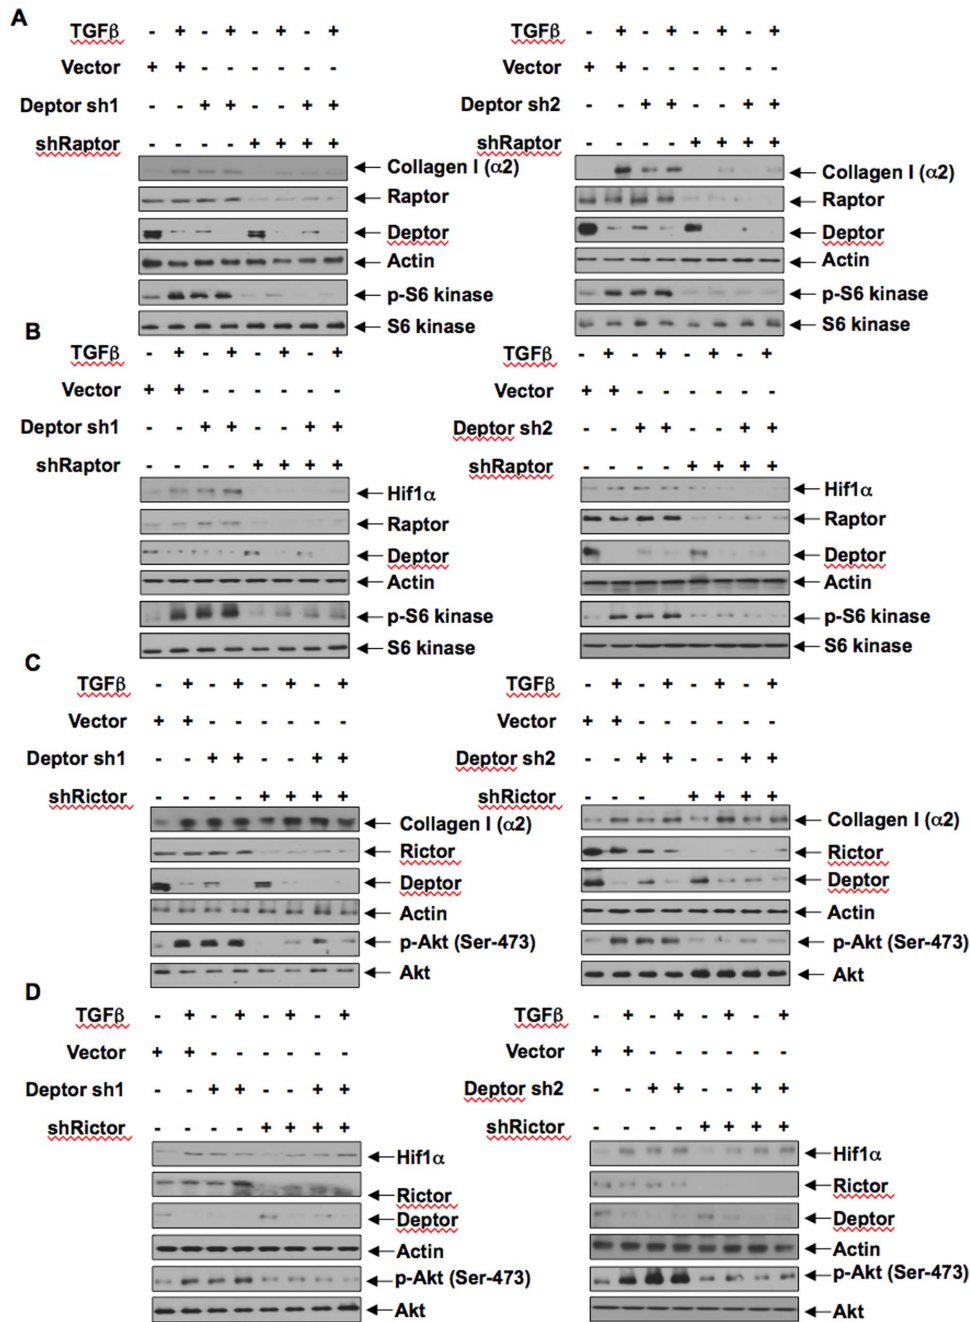 A
TGFβ - + - + - + - +
Vector + + - - - - - -
Deptor sh1 - - + + - - + +
shRaptor - - - - + + + +
Collagen I (α2)
Raptor
Deptor
Actin
p-S6 kinase
S6 kinase
TGFβ - + - + - + - +
Vector + + - - - - - -
Deptor sh2 - - + + - - + +
shRaptor - - - - + + + +
Collagen I (α2)
Raptor
Deptor
Actin
p-S6 kinase
S6 kinase
B
TGFβ - + - + - + - +
Vector + + - - - - - -
Deptor sh1 - - + + - - + +
shRaptor - - - - + + + +
Hif1α
Raptor
Deptor
Actin
p-S6 kinase
S6 kinase
TGFβ - + - + - + - +
Vector + + - - - - - -
Deptor sh2 - - + + - - + +
shRaptor - - - - + + + +
Hif1α
Raptor
Deptor
Actin
p-S6 kinase
S6 kinase
C
TGFβ - + - + - + - +
Vector + + - - - - - -
Deptor sh1 - - + + - - + +
shRictor - - - - + + + +
Collagen I (α2)
Rictor
Deptor
Actin
p-Akt (Ser-473)
Akt
TGFβ - + - + - + - +
Vector + + - - - - - -
Deptor sh2 - - + + - - + +
shRictor - - - + + + +
Collagen I (α2)
Rictor
Deptor
Actin
p-Akt (Ser-473)
Akt
D
TGFβ - + - + - + - +
Vector + + - - - - - -
Deptor sh1 - - + + - - + +
shRictor - - - - + + + +
Hif1α
Rictor
Deptor
Actin
p-Akt (Ser-473)
Akt
TGFβ - + - + - + - +
Vector + + - - - - - -
Deptor sh2 - - + + - - + +
shRictor - - - - + + + +
Hif1α
Rictor
Deptor
Actin
p-Akt (Ser-473)
Akt